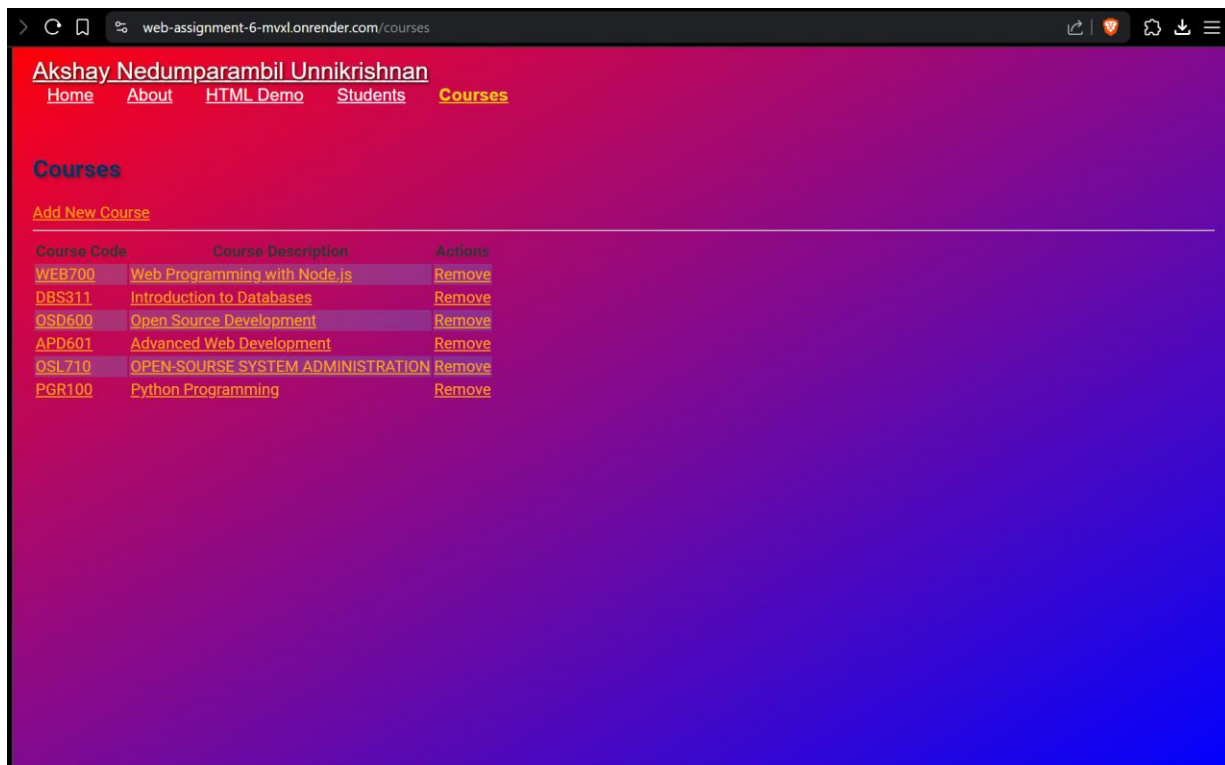 web-assignment-6-mvxl.onrender.com/courses
Akshay Nedumparambil Unnikrishnan
Home About HTML Demo Students Courses
Courses
Add New Course
Course Code Course Description Actions
WEB700 Web Programming with Node.js Remove
DBS311 Introduction to Databases Remove
OSD600 Open Source Development Remove
APD601 Advanced Web Development Remove
OSL710 OPEN-SOURSE SYSTEM ADMINISTRATION Remove
PGR100 Python Programming Remove